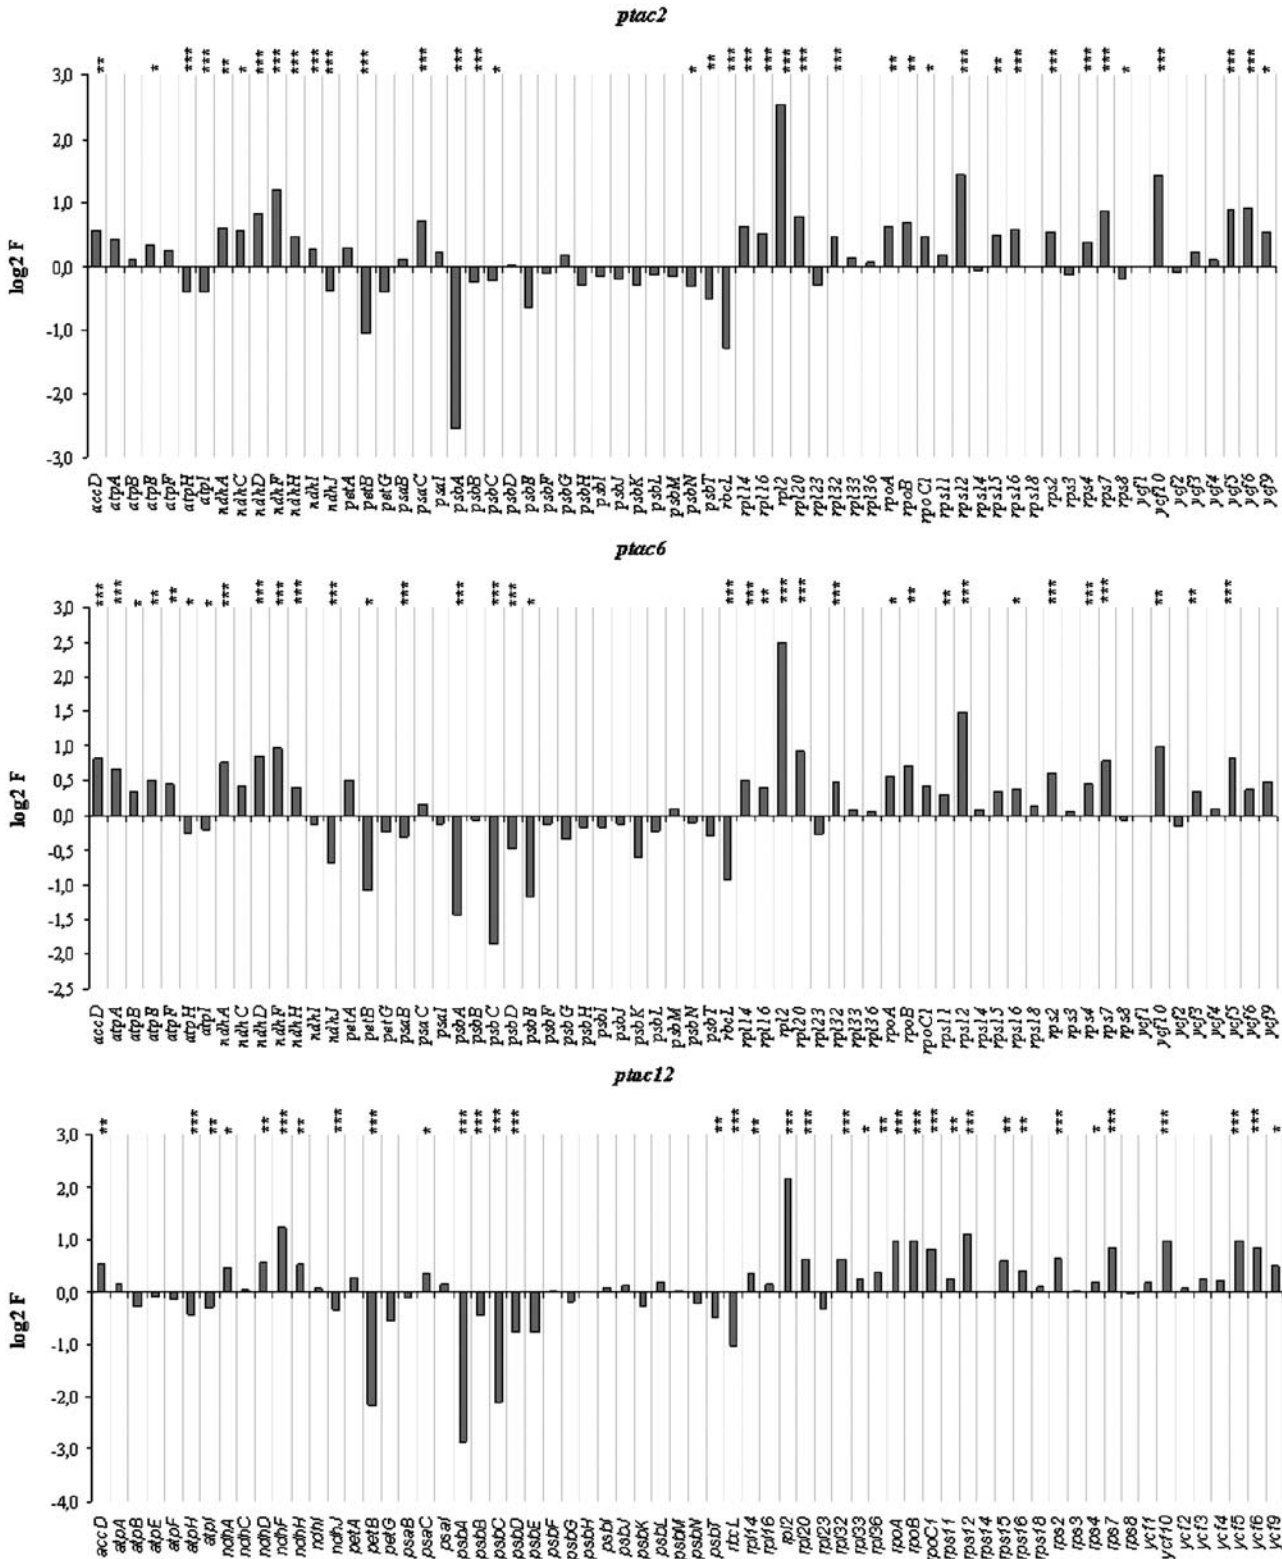 ptac2
** * *** *** ** * *** *** *** *** *** *** *** *** *** * * ** *** *** *** *** *** *** ** ** * *** ** *** *** *** *** * *** *** *** *
3,0
2,0
1,0
0,0
-1,0
-2,0
-3,0
log2 F
accD atpA atpB atpE atpF atpH atpI ndhA ndhC ndhD ndhF ndhH ndhI ndhJ petA petB petG psaB psaC psaI psbA psbB psbC psbD psbE psbF psbG psbH psbI psbJ psbK psbL psbM psbN psbT rbcL rpl14 rpl16 rpl2 rpl20 rpl23 rpl32 rpl33 rpl36 rpoA rpoB rpoC1 rps11 rps12 rps14 rps15 rps16 rps18 rps2 rps3 rps4 rps7 rps8 ycf1 ycf10 ycf2 ycf3 ycf4 ycf5 ycf6 ycf9
ptac6
*** *** * ** ** * * *** *** *** *** *** * *** *** *** *** * *** *** ** *** *** *** * ** ** *** * *** *** *** ** ** ***
3,0
2,5
2,0
1,5
1,0
0,5
0,0
-0,5
-1,0
-1,5
-2,0
-2,5
log2 F
accD atpA atpB atpE atpF atpH atpI ndhA ndhC ndhD ndhF ndhH ndhI ndhJ petA petB petG psaB psaC psaI psbA psbB psbC psbD psbE psbF psbG psbH psbI psbJ psbK psbL psbM psbN psbT rbcL rpl14 rpl16 rpl2 rpl20 rpl23 rpl32 rpl33 rpl36 rpoA rpoB rpoC1 rps11 rps12 rps14 rps15 rps16 rps18 rps2 rps3 rps4 rps7 rps8 ycf1 ycf10 ycf2 ycf3 ycf4 ycf5 ycf6 ycf9
ptac12
** *** ** * ** *** ** *** *** * *** *** *** *** ** *** ** *** *** *** * ** *** *** *** ** *** ** ** *** * *** *** *** *** *
3,0
2,0
1,0
0,0
-1,0
-2,0
-3,0
-4,0
log2 F
accD atpA atpB atpE atpF atpH atpI ndhA ndhC ndhD ndhF ndhH ndhI ndhJ petA petB petG psaB psaC psaI psbA psbB psbC psbD psbE psbF psbG psbH psbI psbJ psbK psbL psbM psbN psbT rbcL rpl14 rpl16 rpl2 rpl20 rpl23 rpl32 rpl33 rpl36 rpoA rpoB rpoC1 rps11 rps12 rps14 rps15 rps16 rps18 rps2 rps3 rps4 rps7 rps8 ycf1 ycf10 ycf2 ycf3 ycf4 ycf5 ycf6 ycf9